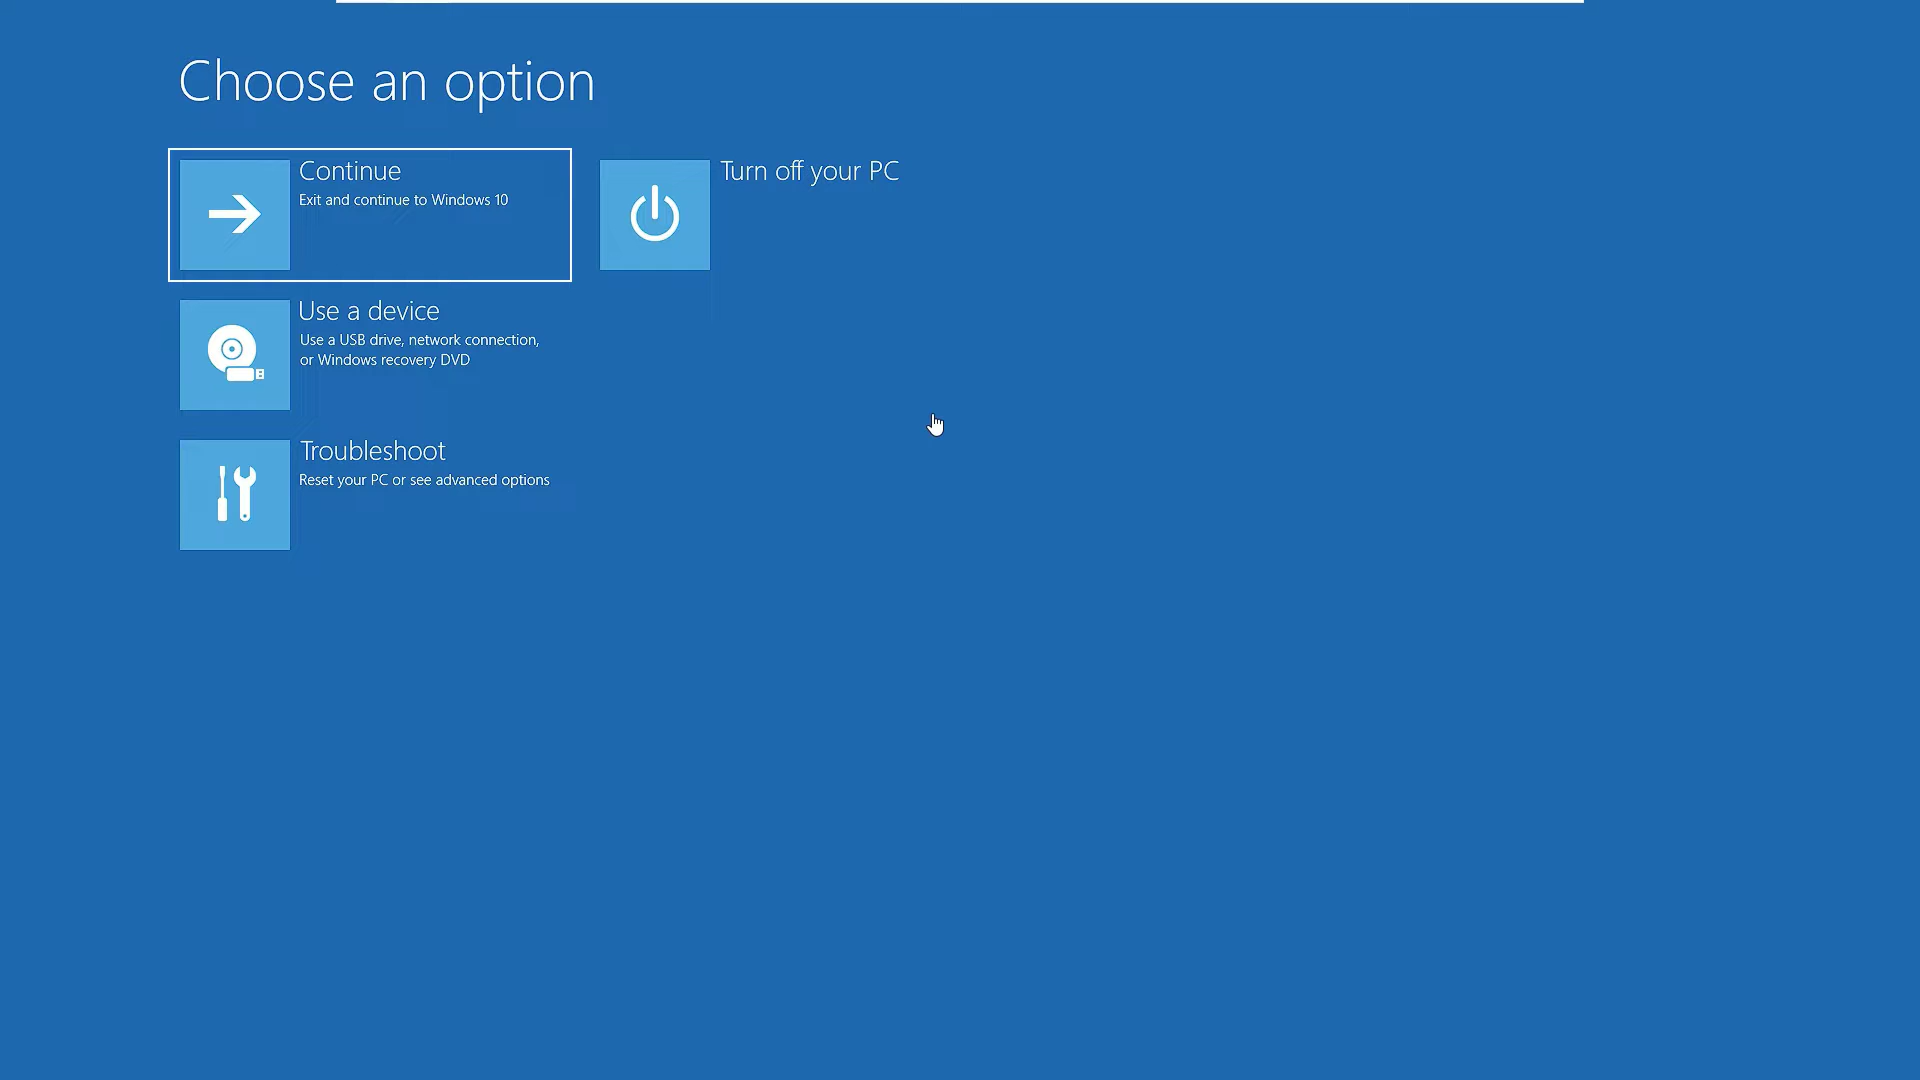 Choose an option
Continue
Exit and continue to Windows 10
Turn off your PC
Use a device
Use a USB drive, network connection,
or Windows recovery DVD
Troubleshoot
Reset your PC or see advanced options